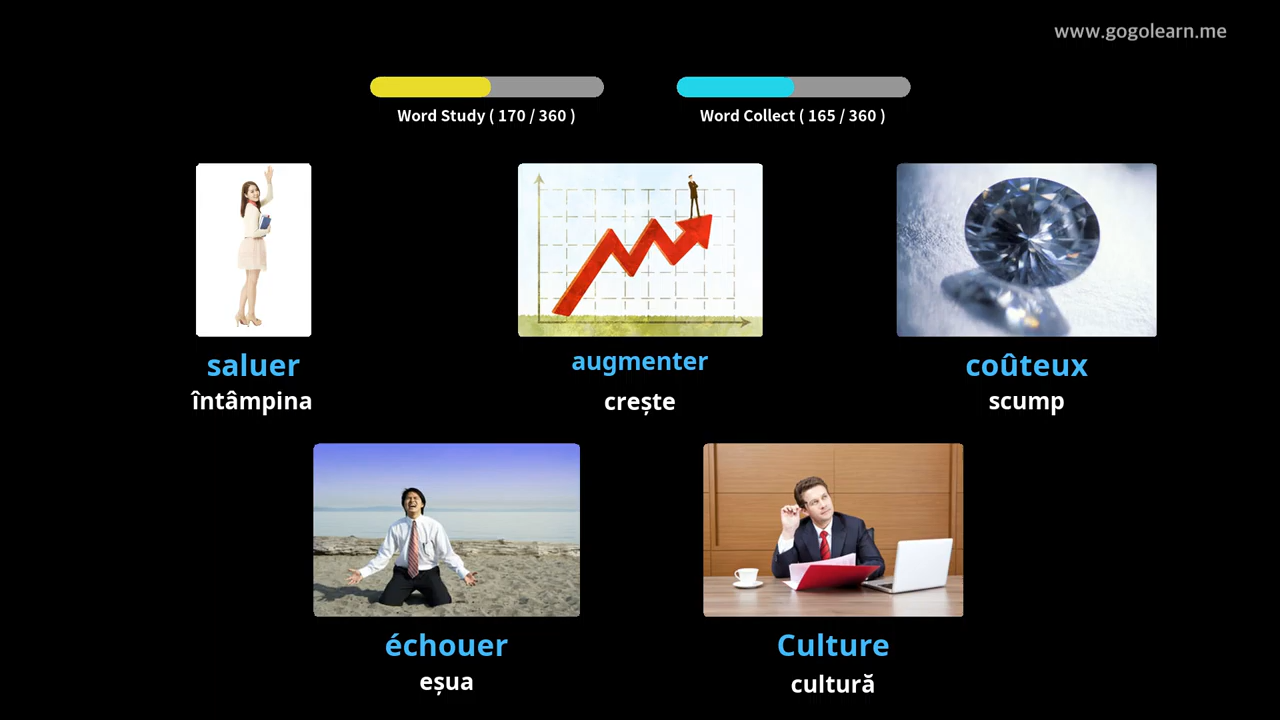 www.gogolearn.me
Word Study ( 170 / 360 )
Word Collect ( 165 / 360 )
saluer
întâmpina
augmenter
crește
coûteux
scump
échouer
eșua
Culture
cultură